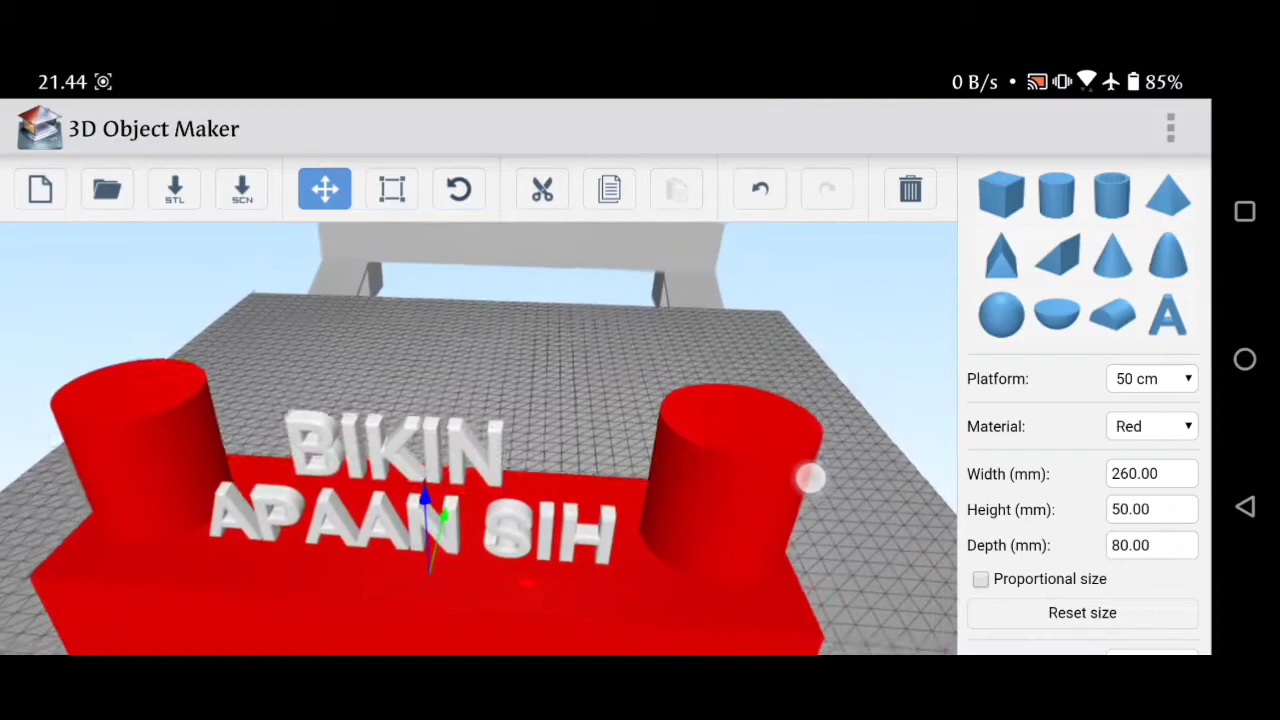 21.44
0 B/s • 85%
3D Object Maker
STL
SCN
BIKIN
APAAN SIH
A
Platform: 50 cm
Material: Red
Width (mm): 260.00
Height (mm): 50.00
Depth (mm): 80.00
Proportional size
Reset size